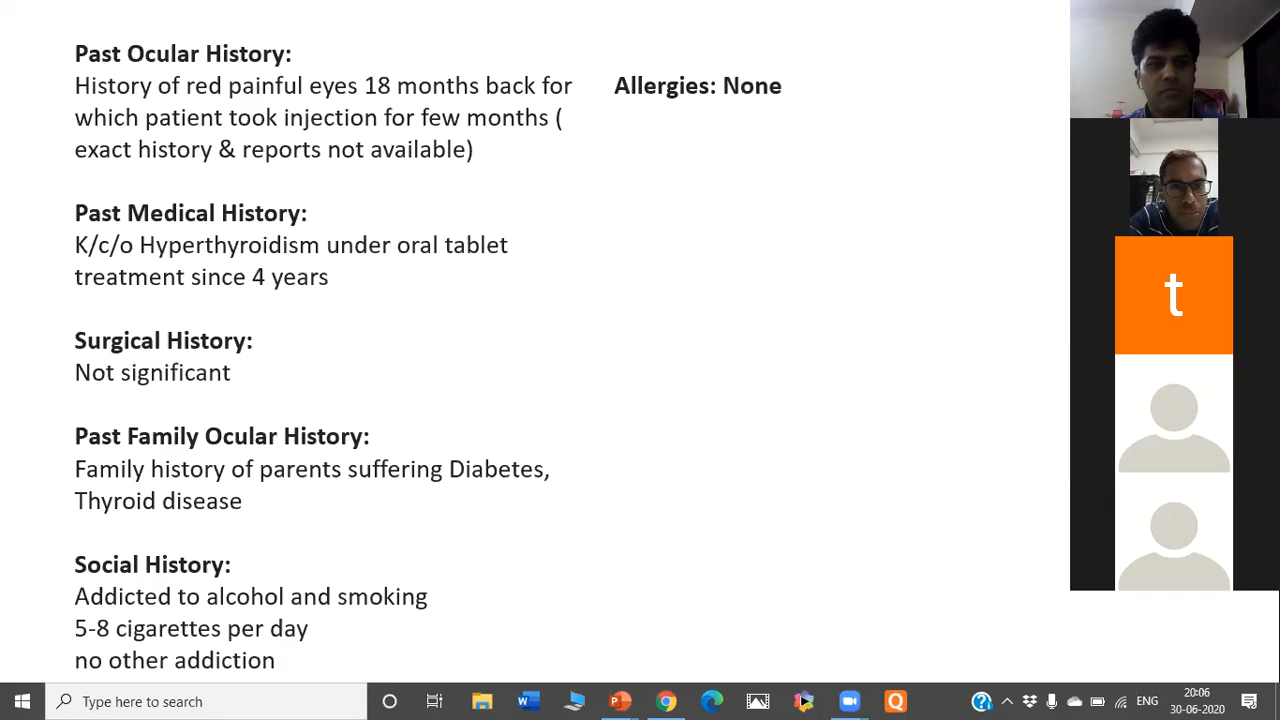 Past Ocular History:
History of red painful eyes 18 months back for
which patient took injection for few months (
exact history & reports not available)
Allergies: None
Past Medical History:
K/c/o Hyperthyroidism under oral tablet
treatment since 4 years
Surgical History:
Not significant
Past Family Ocular History:
Family history of parents suffering Diabetes,
Thyroid disease
Social History:
Addicted to alcohol and smoking
5-8 cigarettes per day
no other addiction
t
Type here to search
ENG
20:06
30-06-2020